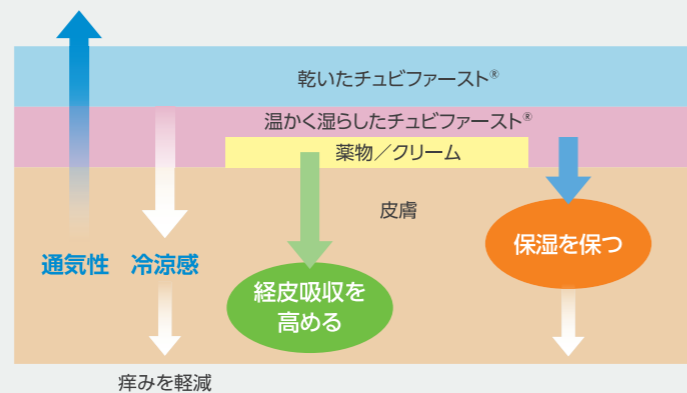 乾いたチュビファースト®
温かく湿らしたチュビファースト®
薬物／クリーム
皮膚
通気性
冷涼感
経皮吸収を
高める
保湿を保つ
痒みを軽減